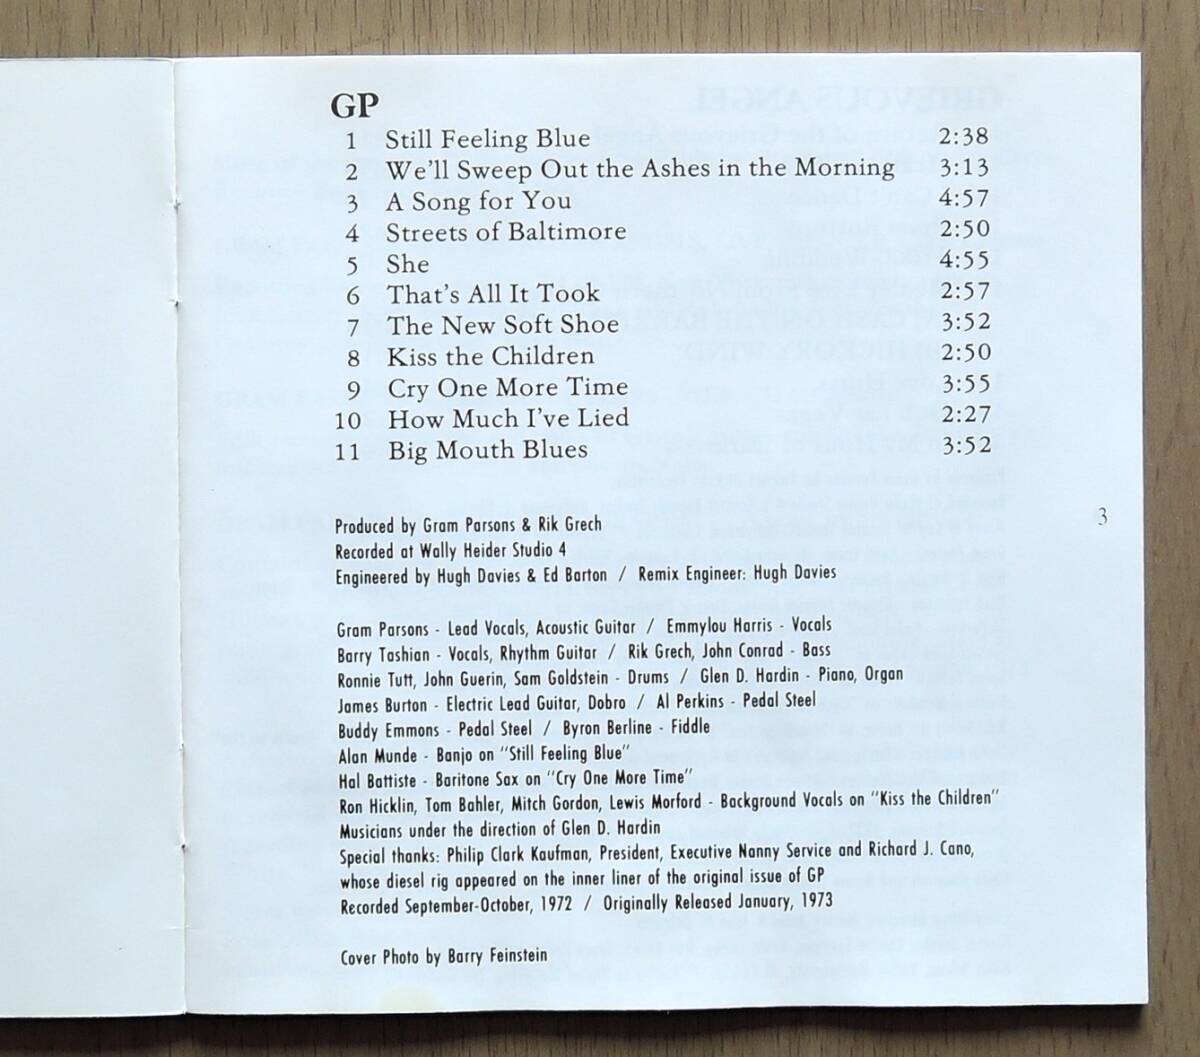 GP
1 Still Feeling Blue 2:38
2 We'll Sweep Out the Ashes in the Morning 3:13
3 A Song for You 4:57
4 Streets of Baltimore 2:50
5 She 4:55
6 That's All It Took 2:57
7 The New Soft Shoe 3:52
8 Kiss the Children 2:50
9 Cry One More Time 3:55
10 How Much I've Lied 2:27
11 Big Mouth Blues 3:52
Produced by Gram Parsons & Rik Grech
Recorded at Wally Heider Studio 4
Engineered by Hugh Davies & Ed Barton / Remix Engineer: Hugh Davies
3
Gram Parsons - Lead Vocals, Acoustic Guitar / Emmylou Harris - Vocals
Barry Tashian - Vocals, Rhythm Guitar / Rik Grech, John Conrad - Bass
Ronnie Tutt, John Guerin, Sam Goldstein - Drums / Glen D. Hardin - Piano, Organ
James Burton - Electric Lead Guitar, Dobro / Al Perkins - Pedal Steel
Buddy Emmons - Pedal Steel / Byron Berline - Fiddle
Alan Munde - Banjo on "Still Feeling Blue"
Hal Battiste - Baritone Sax on "Cry One More Time"
Ron Hicklin, Tom Bahler, Mitch Gordon, Lewis Morford - Background Vocals on "Kiss the Children"
Musicians under the direction of Glen D. Hardin
Special thanks: Philip Clark Kaufman, President, Executive Nanny Service and Richard J. Cano,
whose diesel rig appeared on the inner liner of the original issue of GP
Recorded September-October, 1972 / Originally Released January, 1973
Cover Photo by Barry Feinstein